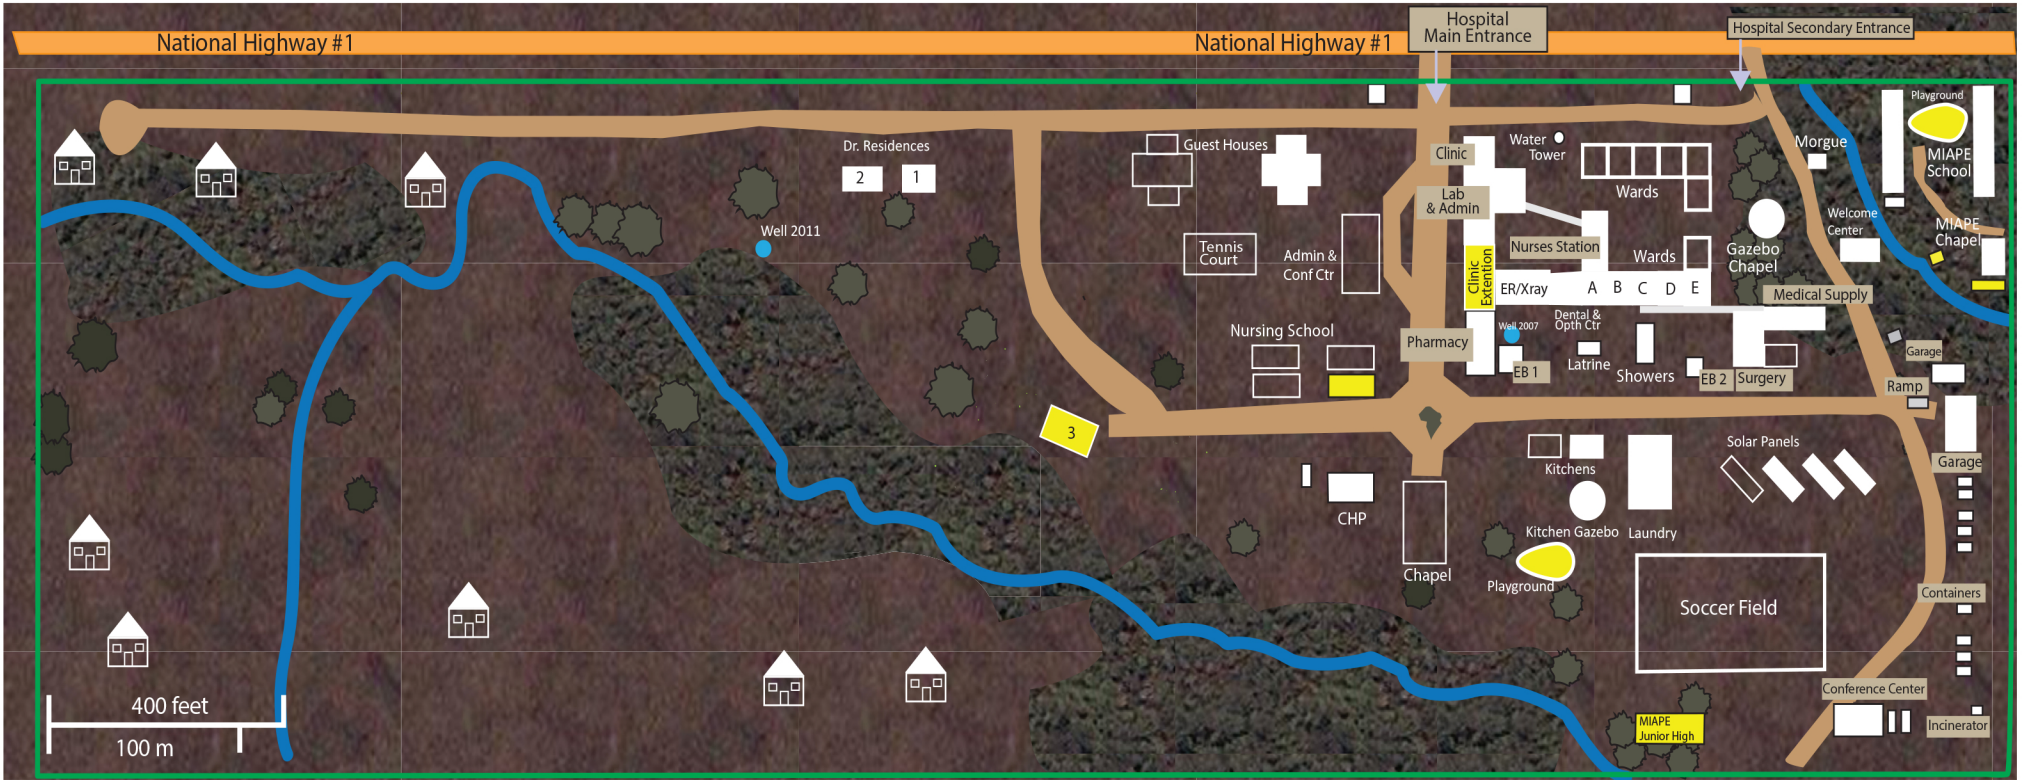 National Highway #1
National Highway #1
Hospital
Main Entrance
Hospital Secondary Entrance
Playground
MIAPE
School
Morgue
Water
Tower
Clinic
Guest Houses
Dr. Residences
2
1
Wards
Lab
& Admin
Welcome
Center
MIAPE
Chapel
Well 2011
Tennis
Court
Admin &
Conf Ctr
Nurses Station
Wards
Gazebo
Chapel
Clinic
Extention
ER/Xray
A
B
C
D
E
Medical Supply
Nursing School
Pharmacy
Well 2007
Dental &
Opth Ctr
Latrine
EB 1
Showers
EB 2
Surgery
Garage
Ramp
3
Kitchens
Solar Panels
Garage
CHP
Kitchen Gazebo
Laundry
Chapel
Playground
Containers
Soccer Field
400 feet
100 m
Conference Center
MIAPE
Junior High
Incinerator